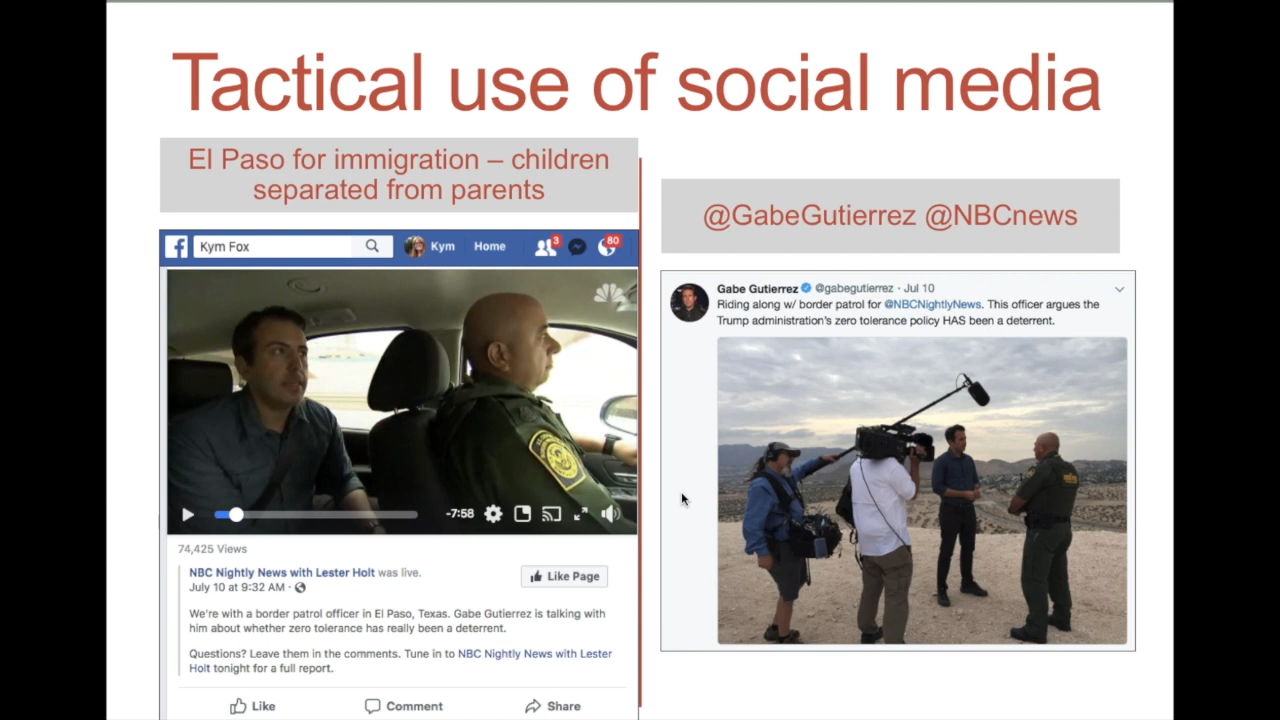 Tactical use of social media
El Paso for immigration – children
separated from parents
Kym Fox
Kym
Home
3
80
-7:58
74,425 Views
NBC Nightly News with Lester Holt was live.
July 10 at 9:32 AM ·
Like Page
We're with a border patrol officer in El Paso, Texas. Gabe Gutierrez is talking with
him about whether zero tolerance has really been a deterrent.
Questions? Leave them in the comments. Tune in to NBC Nightly News with Lester
Holt tonight for a full report.
Like
Comment
Share
@GabeGutierrez @NBCnews
Gabe Gutierrez @gabegutierrez · Jul 10
Riding along w/ border patrol for @NBCNightlyNews. This officer argues the
Trump administration's zero tolerance policy HAS been a deterrent.